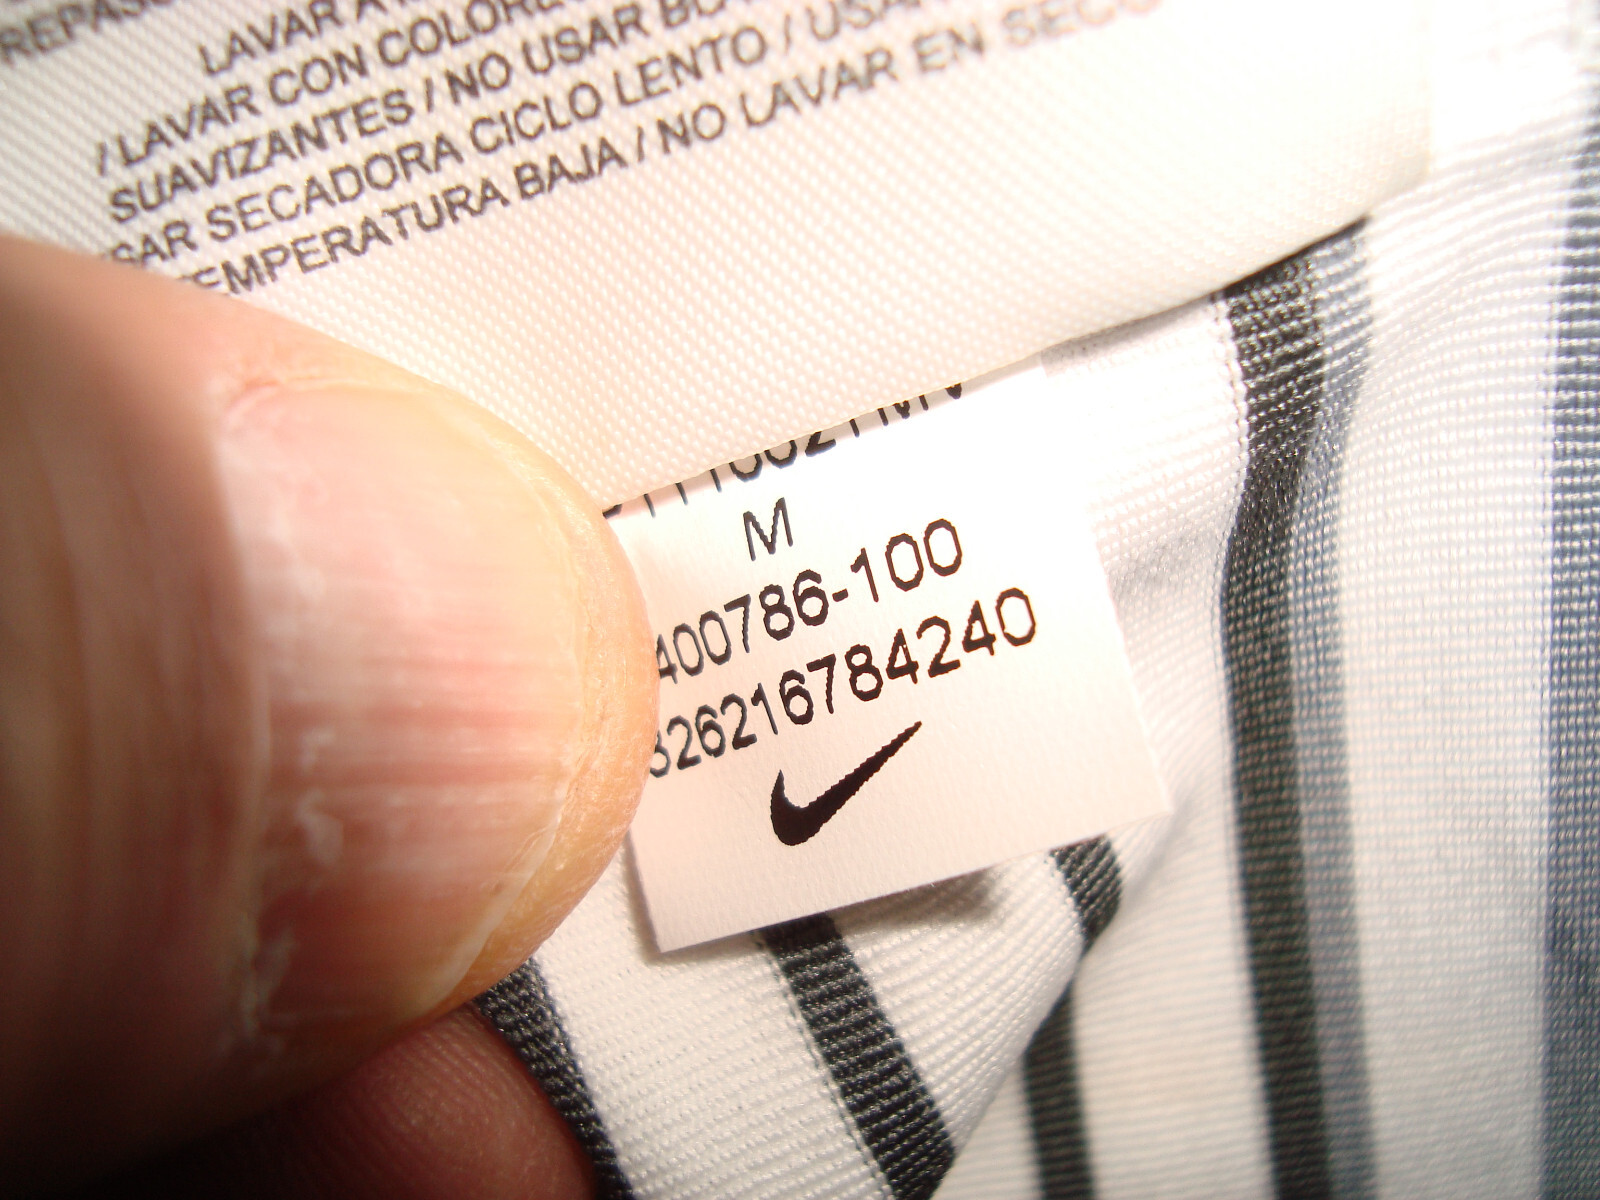 LAVAR A
/ LAVAR CON COLORE
SUAVIZANTES / NO USAR
SAR SECADORA CICLO LENTO / USA
TEMPERATURA BAJA / NO LAVAR EN SECO
M
400786-100
326216784240